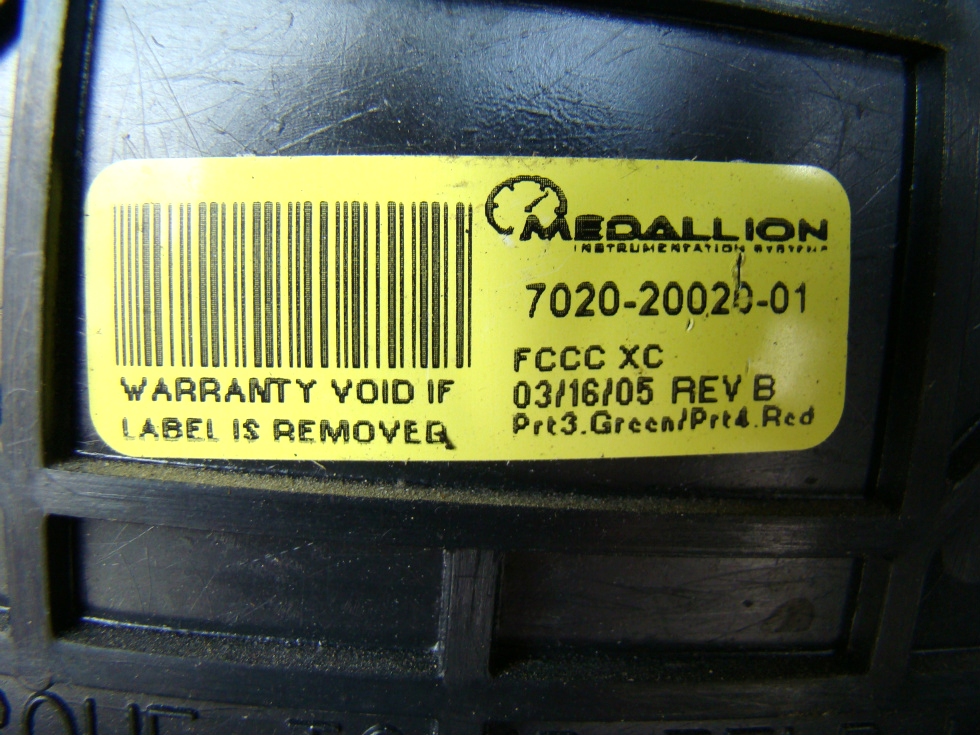 MEDALLION
INSTRUMENTATION SYSTEMS
7020-20020-01
FCCC XC
03/16/05 REV B
Prt3.Green/Prt4.Red
WARRANTY VOID IF
LABEL IS REMOVED